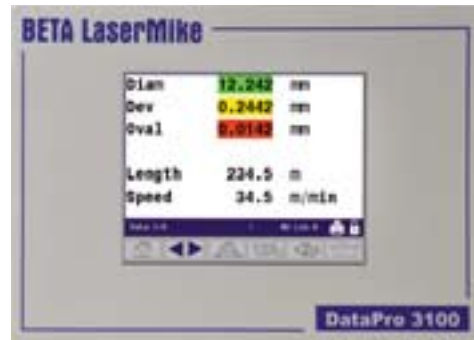 BETA LaserMike
Diam 12.242 mm
Dev 0.2442 mm
Oval 0.0142 mm
Length 234.5 m
Speed 34.5 m/min
DataPro 3100